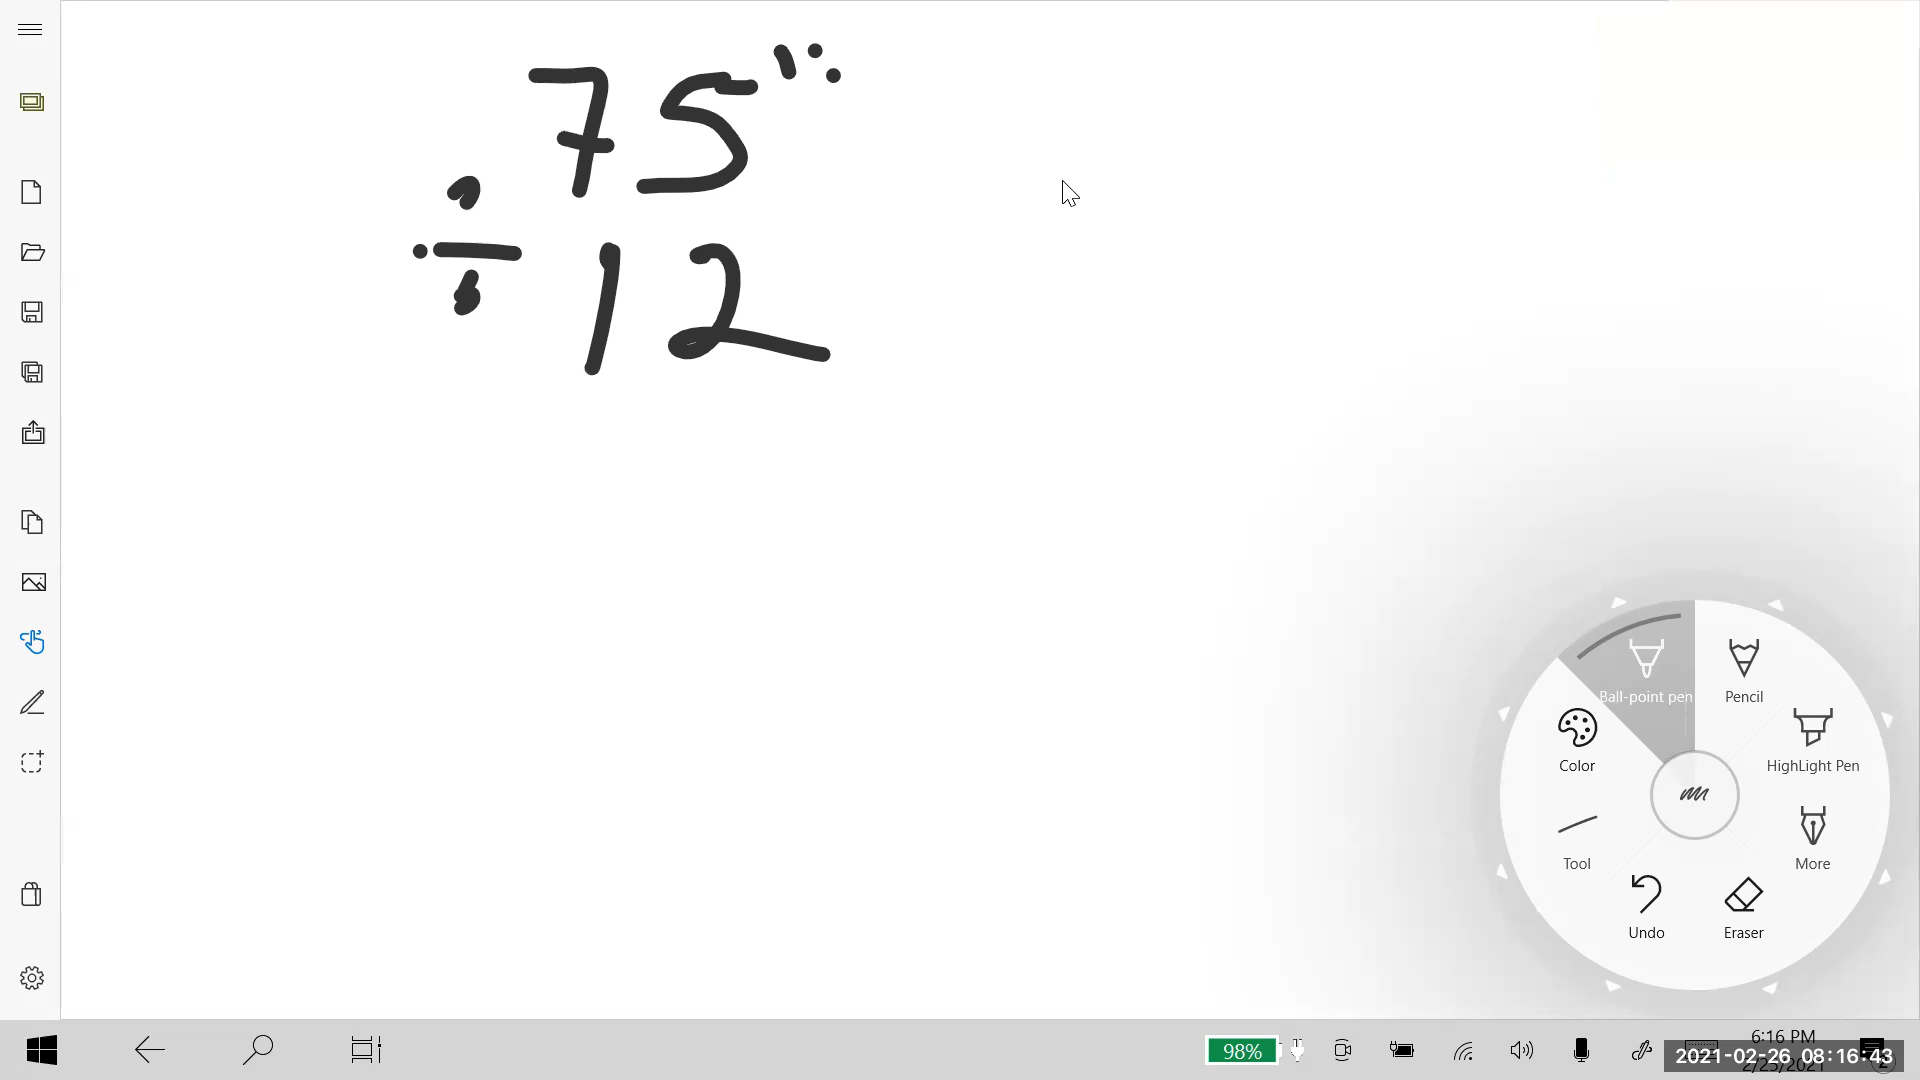 75
÷ 12
Ball-point pen
Pencil
Color
HighLight Pen
Tool
More
Undo
Eraser
98%
6:16 PM
2021-02-26 08:16:43